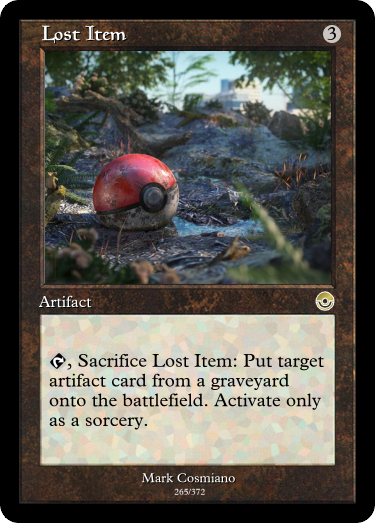 Lost Item
3
Artifact
, Sacrifice Lost Item: Put target
artifact card from a graveyard
onto the battlefield. Activate only
as a sorcery.
Mark Cosmiano
265/372